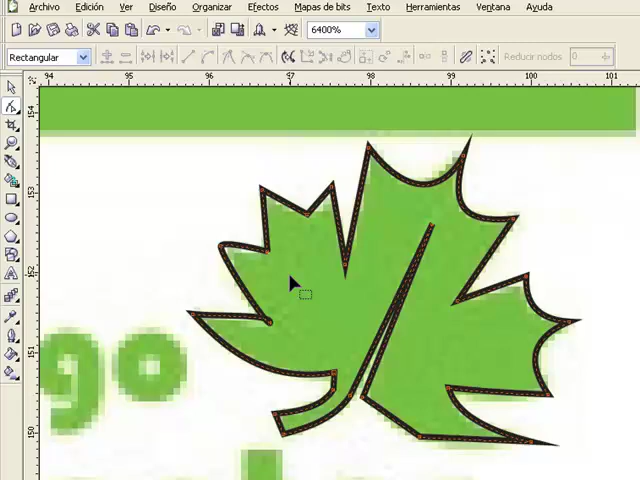 Archivo Edición Ver Diseño Organizar Efectos Mapas de bits Texto Herramientas Ventana Ayuda
6400%
Rectangular Reducir nodos 0
94 95 96 97 98 99 100 101
154
153
152
151
150
go